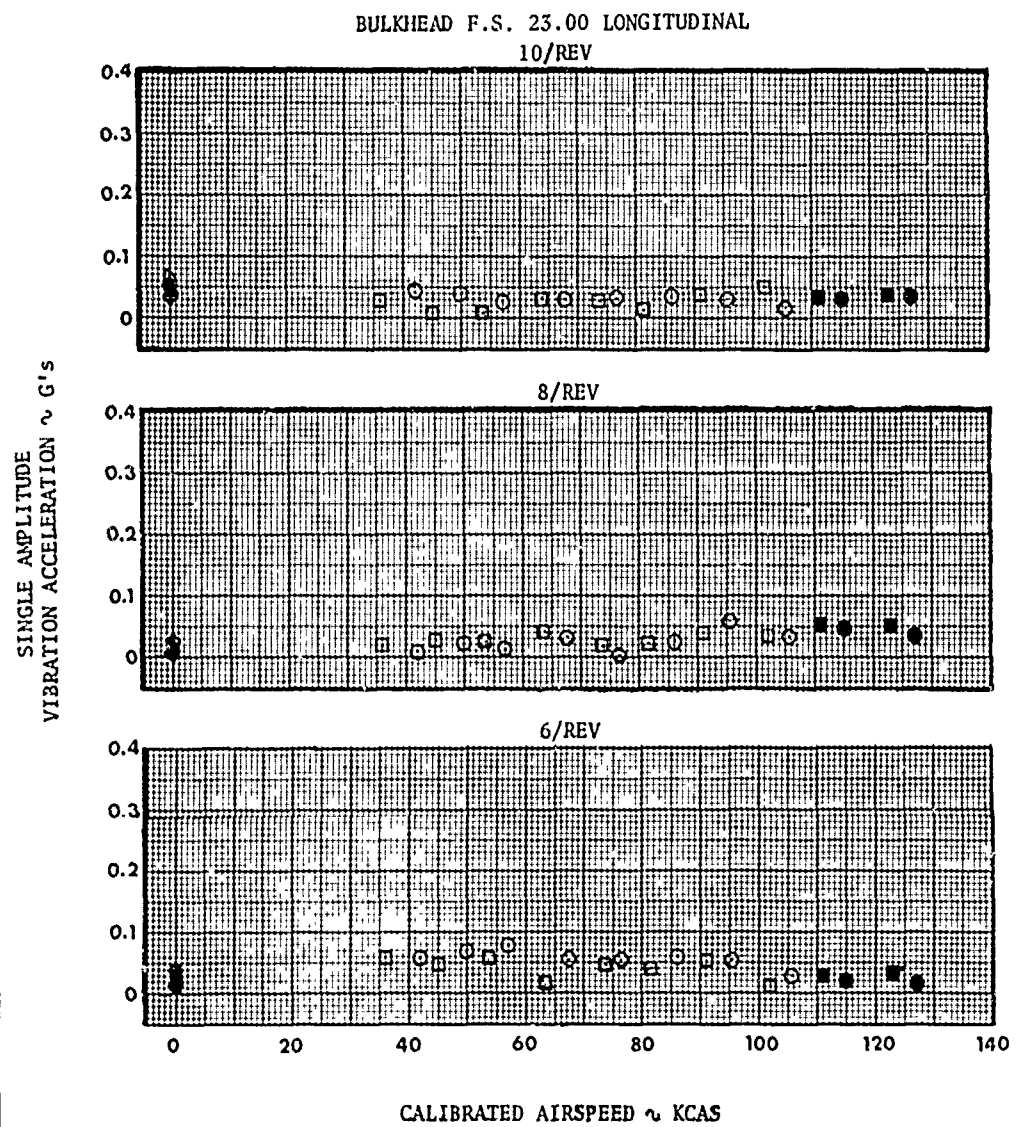 BULKHEAD F.S. 23.00 LONGITUDINAL
10/REV
0.4
0.3
0.2
0.1
0
8/REV
0.4
0.3
0.2
0.1
0
6/REV
0.4
0.3
0.2
0.1
0
0 20 40 60 80 100 120 140
SINGLE AMPLITUDE
VIBRATION ACCELERATION ~ G's
CALIBRATED AIRSPEED ~ KCAS